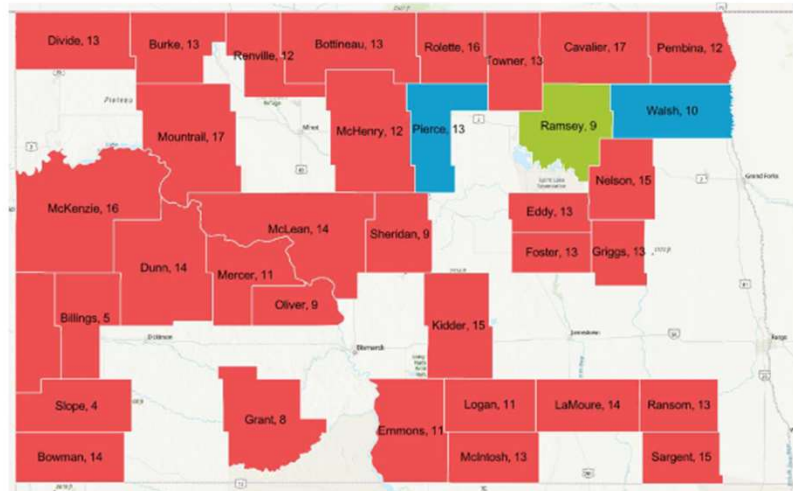 Divide, 13
Burke, 13
Renville, 12
Bottineau, 13
Rolette, 16
Towner, 13
Cavalier, 17
Pembina, 12
Plateau
Mountrail, 17
Minot
McHenry, 12
Pierce, 13
Ramsey, 9
Walsh, 10
Nelson, 15
Grand Forks
McKenzie, 16
McLean, 14
Sheridan, 9
Eddy, 13
Foster, 13
Griggs, 13
Dunn, 14
Mercer, 11
Oliver, 9
Billings, 5
Kidder, 15
Dickinson
Bismarck
Jamestown
Fargo
Slope, 4
Grant, 8
Emmons, 11
Logan, 11
LaMoure, 14
Ransom, 13
Bowman, 14
McIntosh, 13
Sargent, 15